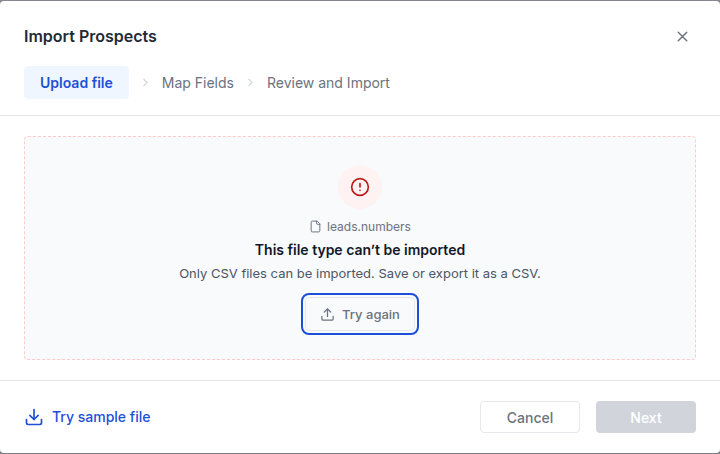 Import Prospects
Upload file
Map Fields
Review and Import
leads.numbers
This file type can’t be imported
Only CSV files can be imported. Save or export it as a CSV.
Try again
Try sample file
Cancel
Next